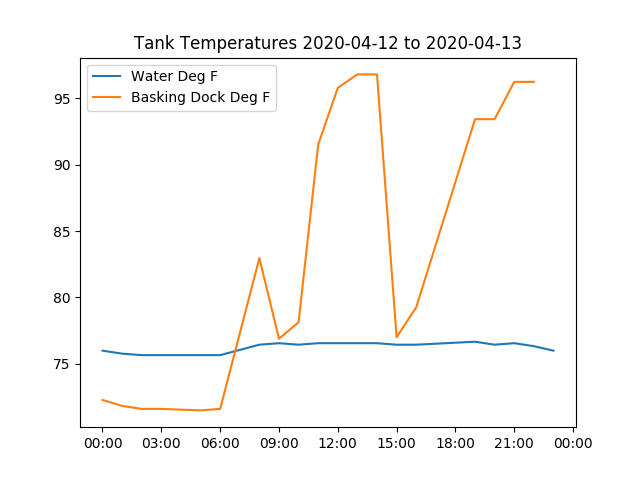 Tank Temperatures 2020-04-12 to 2020-04-13
Water Deg F
Basking Dock Deg F
95
90
85
80
75
00:00 03:00 06:00 09:00 12:00 15:00 18:00 21:00 00:00